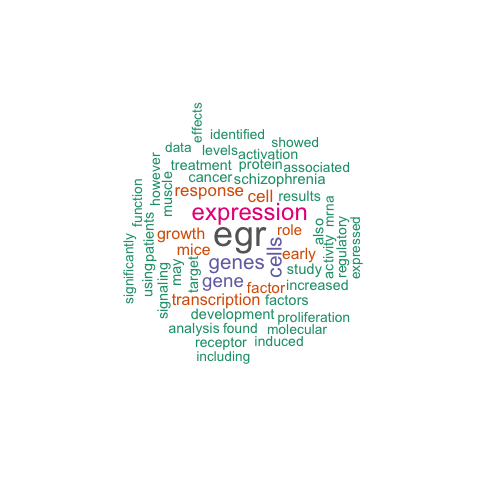 effects
identified
showed
data
levels
activation
treatment
protein
associated
however
muscle
cancer
schizophrenia
response
cell
results
function
expression
mrna
growth
egr
role
also
patients
mice
cells
early
activity
regulatory
expressed
significantly
using
may
target
genes
study
signaling
gene
factor
increased
transcription
factors
development
proliferation
analysis
found
molecular
receptor
induced
including